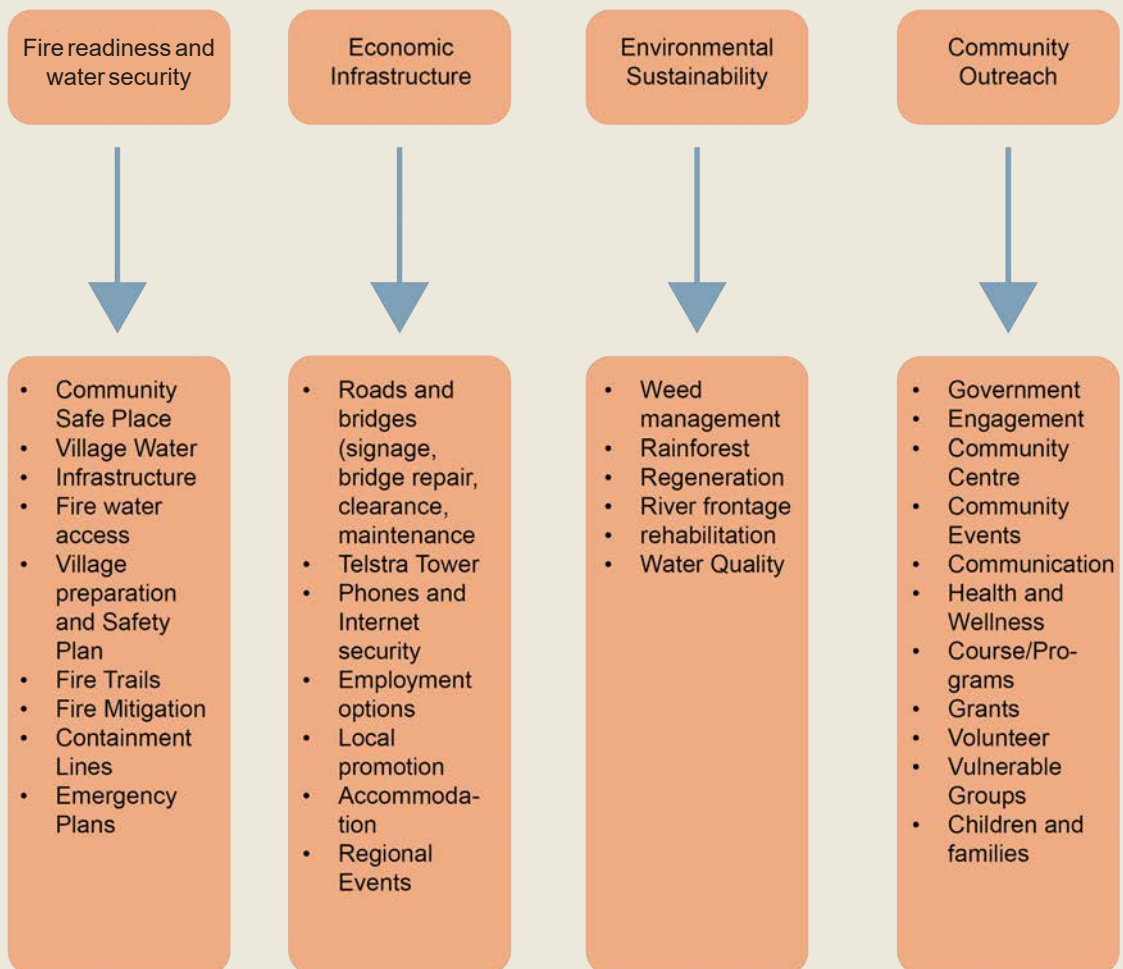 Fire readiness and
water security
Economic
Infrastructure
Environmental
Sustainability
Community
Outreach
• Community
Safe Place
• Village Water
• Infrastructure
• Fire water
access
• Village
preparation
and Safety
Plan
• Fire Trails
• Fire Mitigation
• Containment
Lines
• Emergency
Plans
• Roads and
bridges
(signage,
bridge repair,
clearance,
maintenance
• Telstra Tower
• Phones and
Internet
security
• Employment
options
• Local
promotion
• Accommoda-
tion
• Regional
Events
• Weed
management
• Rainforest
• Regeneration
• River frontage
• rehabilitation
• Water Quality
• Government
• Engagement
• Community
Centre
• Community
Events
• Communication
• Health and
Wellness
• Course/Pro-
grams
• Grants
• Volunteer
• Vulnerable
Groups
• Children and
families